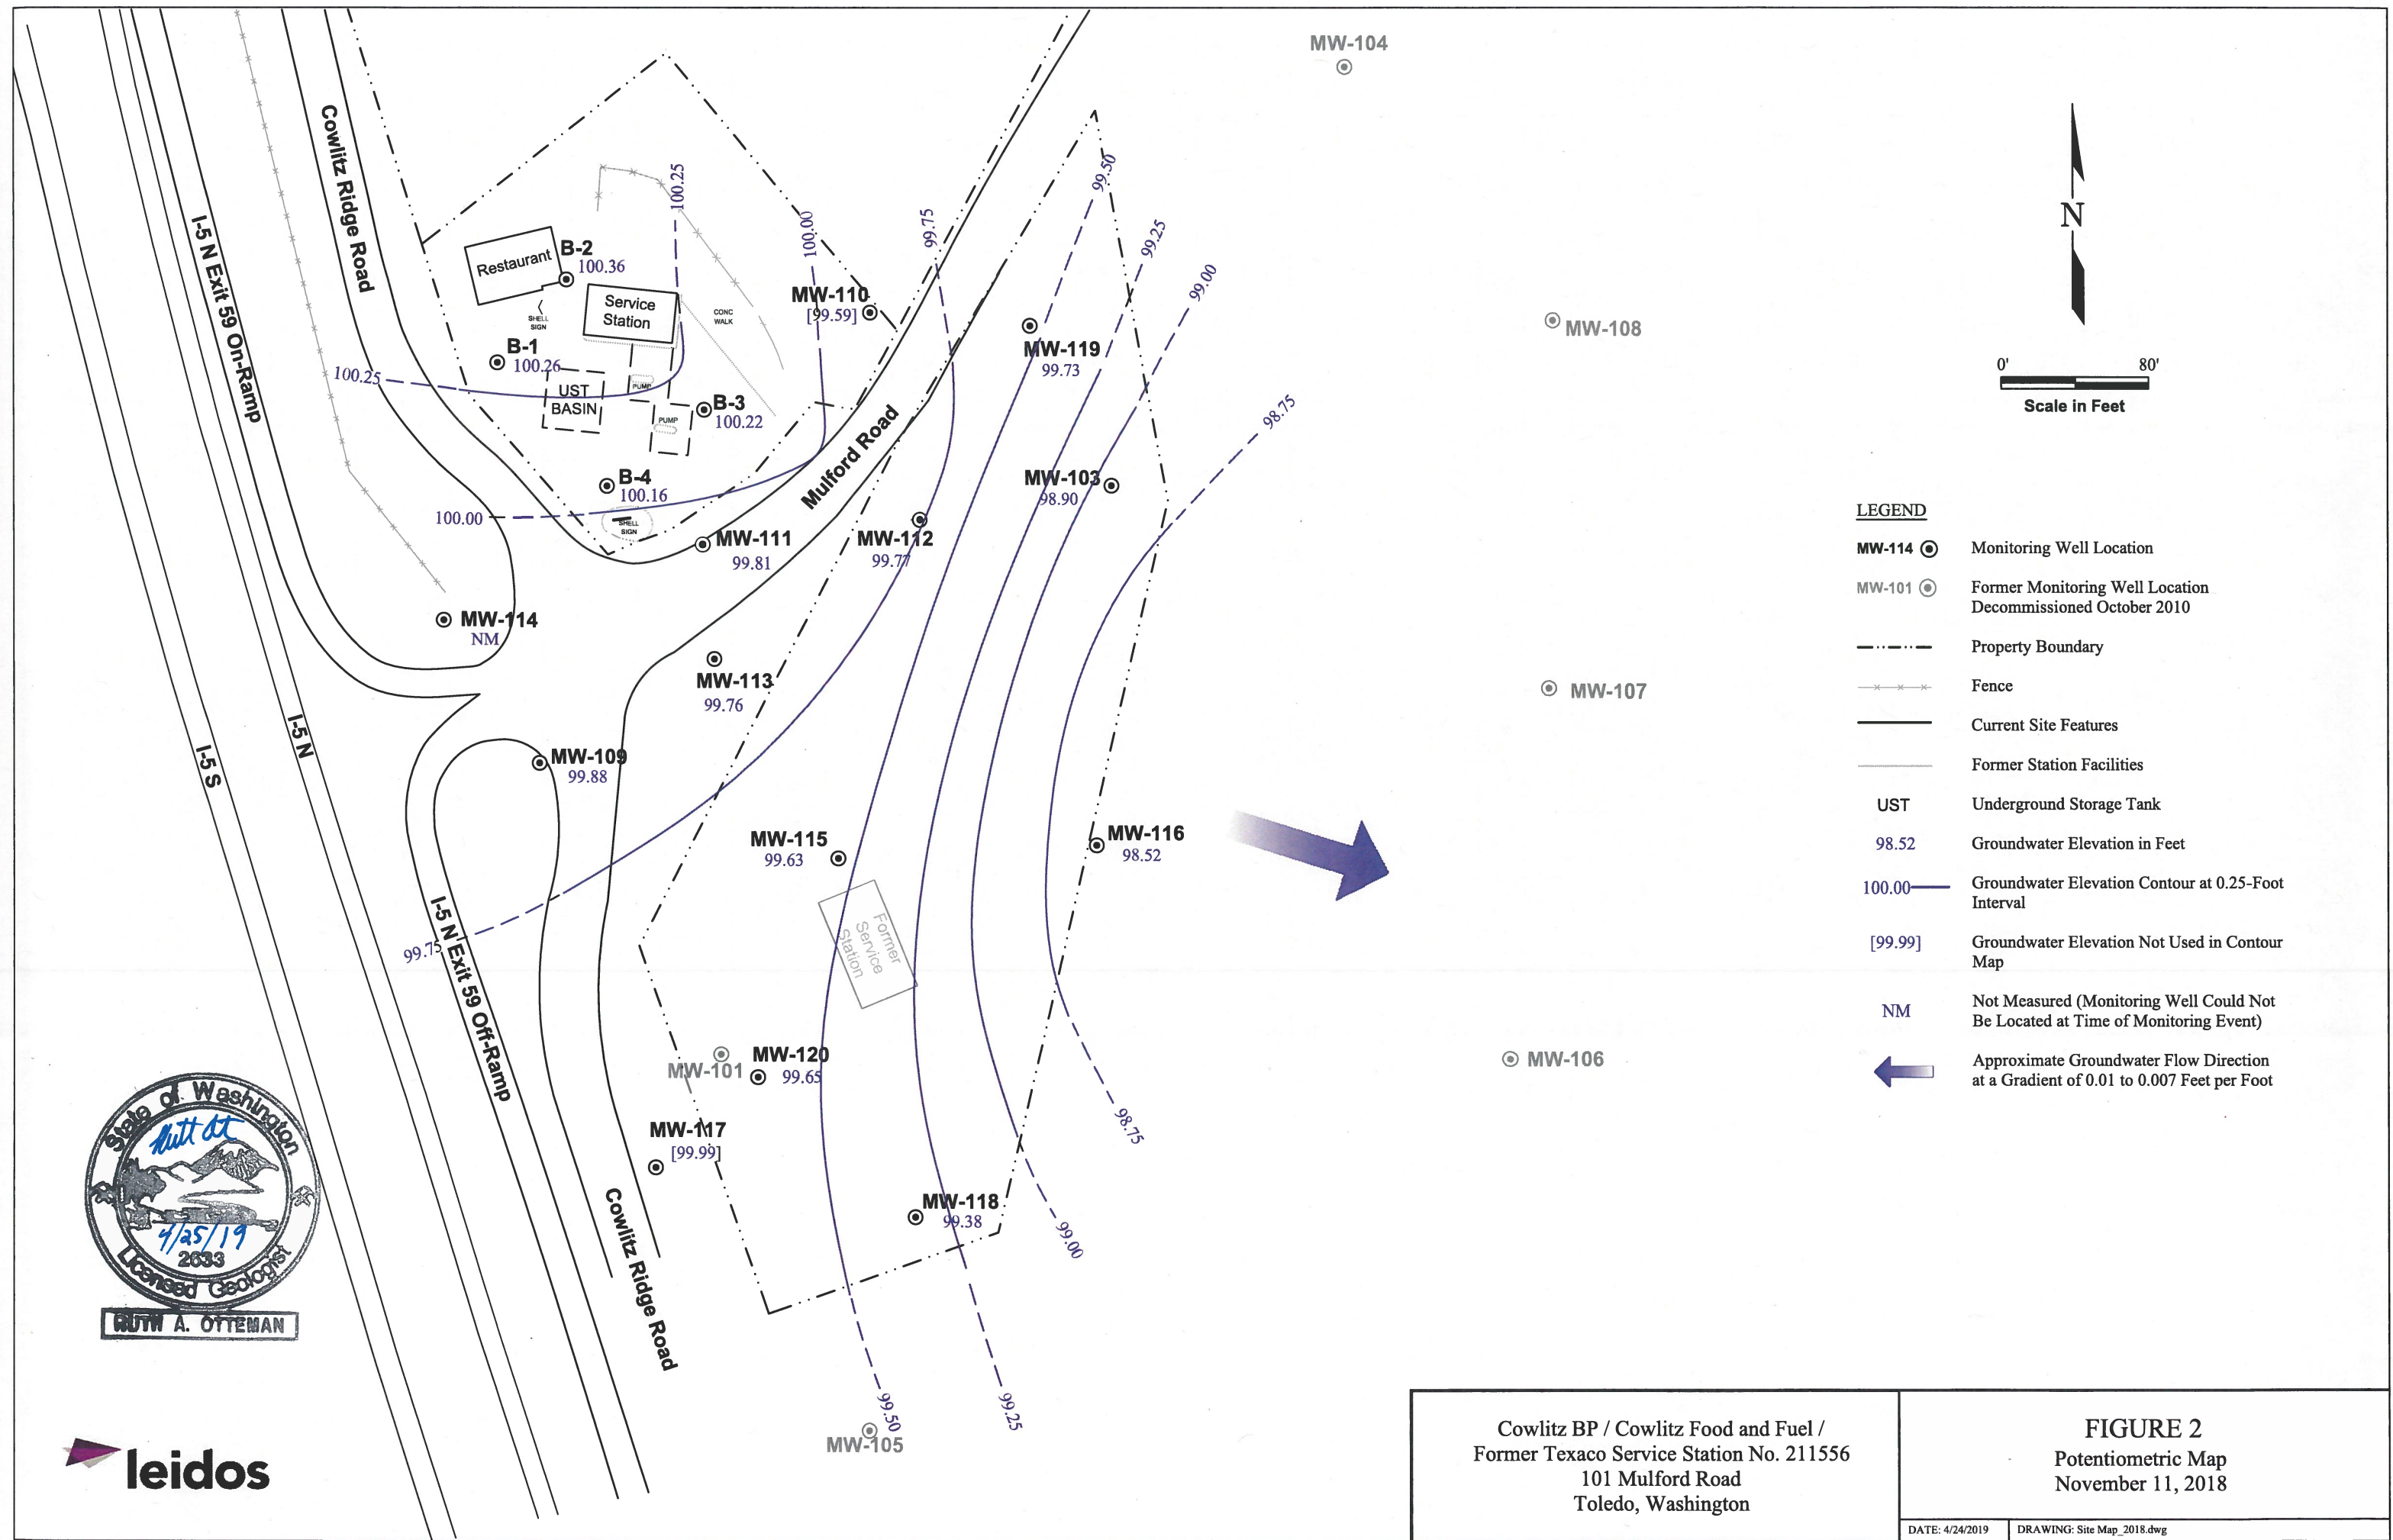 MW-104
N
0' 80'
Scale in Feet
Cowlitz Ridge Road
I-5 N Exit 59 On-Ramp
100.25
100.00
99.75
99.50
99.25
99.00
98.75
Restaurant
B-2
100.36
Service
Station
SHELL
SIGN
CONC
WALK
MW-110
[99.59]
B-1
100.26
100.25
UST
BASIN
PUMP
PUMP
B-3
100.22
B-4
100.16
100.00
SHELL
SIGN
MW-119
99.73
MW-108
Mulford Road
MW-103
98.90
MW-111
99.81
MW-112
99.77
MW-114
NM
MW-113
99.76
MW-107
I-5 N
I-5 S
MW-109
99.88
MW-115
99.63
MW-116
98.52
Former
Service
Station
99.75
I-5 N Exit 59 Off-Ramp
MW-101
MW-120
99.65
MW-106
98.75
MW-117
[99.99]
MW-118
99.38
99.00
Cowlitz Ridge Road
99.50
99.25
MW-105
LEGEND
MW-114 Monitoring Well Location
MW-101 Former Monitoring Well Location
Decommissioned October 2010
Property Boundary
Fence
Current Site Features
Former Station Facilities
UST Underground Storage Tank
98.52 Groundwater Elevation in Feet
100.00 Groundwater Elevation Contour at 0.25-Foot
Interval
[99.99] Groundwater Elevation Not Used in Contour
Map
NM Not Measured (Monitoring Well Could Not
Be Located at Time of Monitoring Event)
Approximate Groundwater Flow Direction
at a Gradient of 0.01 to 0.007 Feet per Foot
State of Washington
4/25/19
2633
Licensed Geologist
RUTH A. OTTEMAN
leidos
Cowlitz BP / Cowlitz Food and Fuel /
Former Texaco Service Station No. 211556
101 Mulford Road
Toledo, Washington
FIGURE 2
Potentiometric Map
November 11, 2018
DATE: 4/24/2019
DRAWING: Site Map_2018.dwg